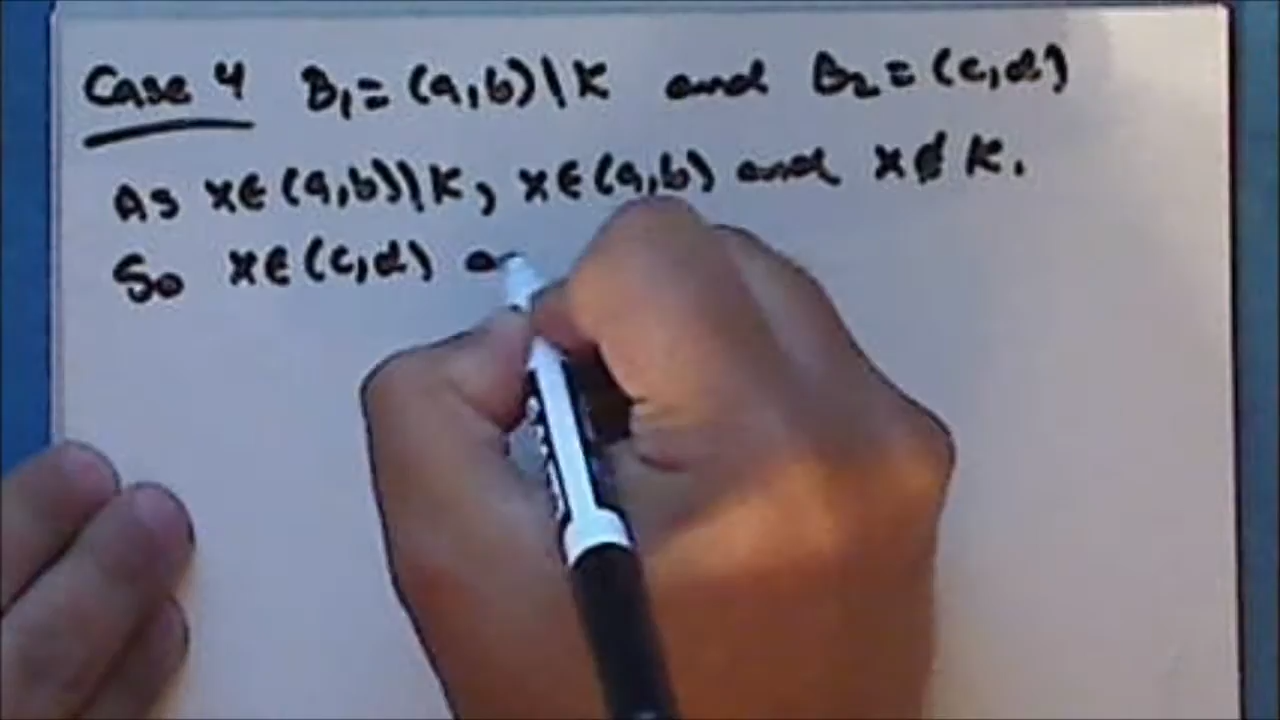 Case 4 B₁ = (a,b)\K and B₂ = (c,d)
As x∈(a,b)\K, x∈(a,b) and x∉K.
So x∈(c,d)